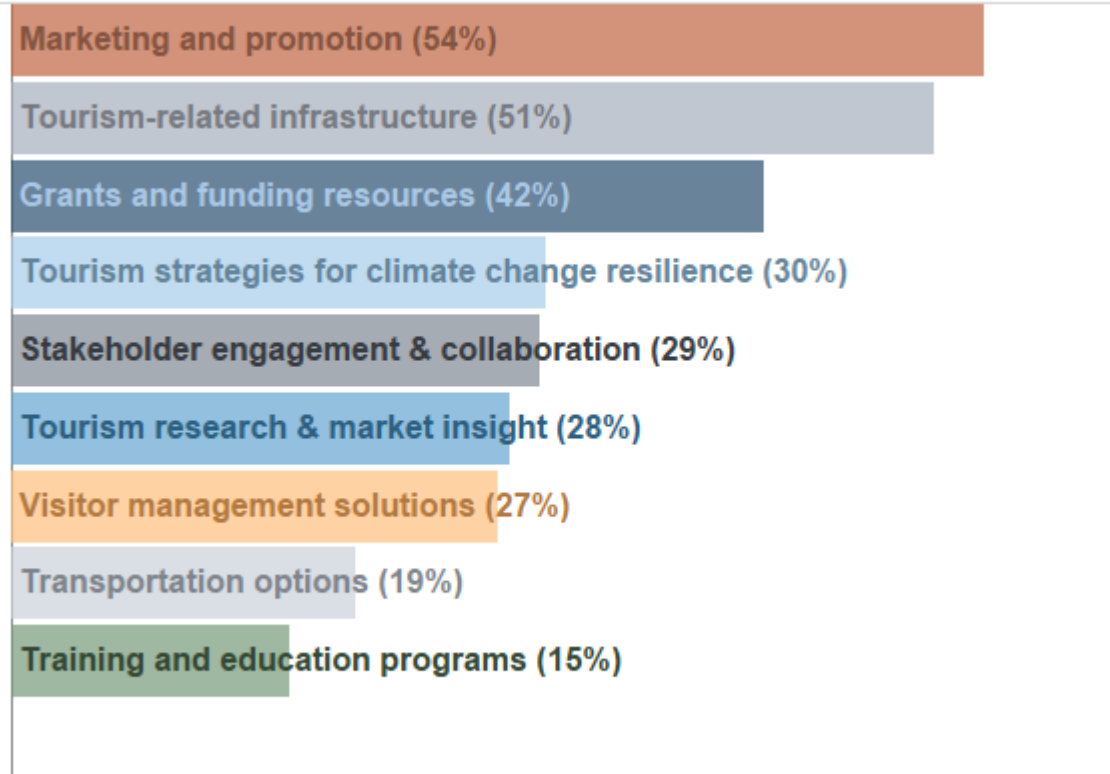 Marketing and promotion (54%)
Tourism-related infrastructure (51%)
Grants and funding resources (42%)
Tourism strategies for climate change resilience (30%)
Stakeholder engagement & collaboration (29%)
Tourism research & market insight (28%)
Visitor management solutions (27%)
Transportation options (19%)
Training and education programs (15%)